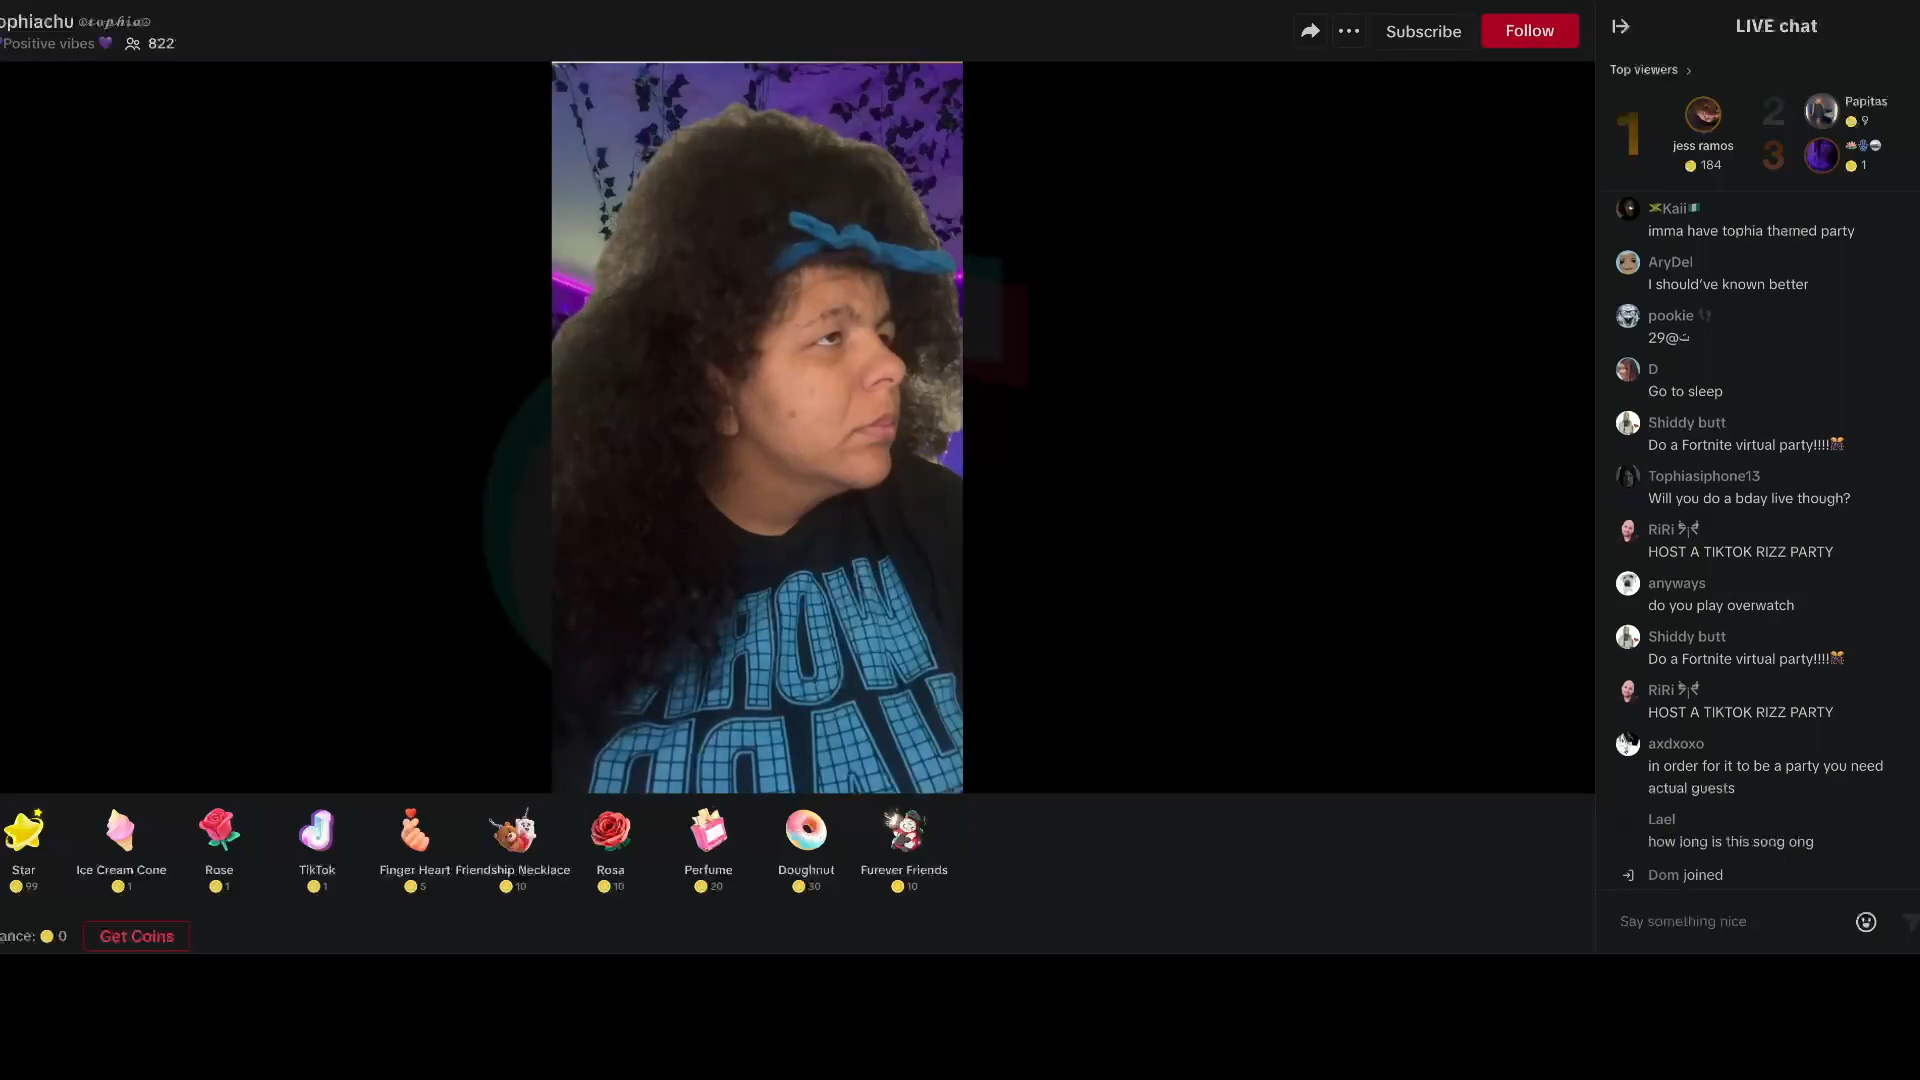 ophiachu @𝓽𝓸𝓹𝓱𝓲𝓪
Positive vibes 💜 822
Subscribe
Follow
LIVE chat
Top viewers
1
jess ramos
184
2
Papitas
9
3
1
Kaii
imma have tophia themed party
AryDel
I should've known better
pookie
29@ت
D
Go to sleep
Shiddy butt
Do a Fortnite virtual party!!!!
Tophiasiphone13
Will you do a bday live though?
RiRi
HOST A TIKTOK RIZZ PARTY
anyways
do you play overwatch
Shiddy butt
Do a Fortnite virtual party!!!!
RiRi
HOST A TIKTOK RIZZ PARTY
axdxoxo
in order for it to be a party you need
actual guests
Lael
how long is this song ong
Dom joined
Say something nice
Star
99
Ice Cream Cone
1
Rose
1
TikTok
1
Finger Heart
5
Friendship Necklace
10
Rosa
10
Perfume
20
Doughnut
30
Furever Friends
10
ance: 0
Get Coins